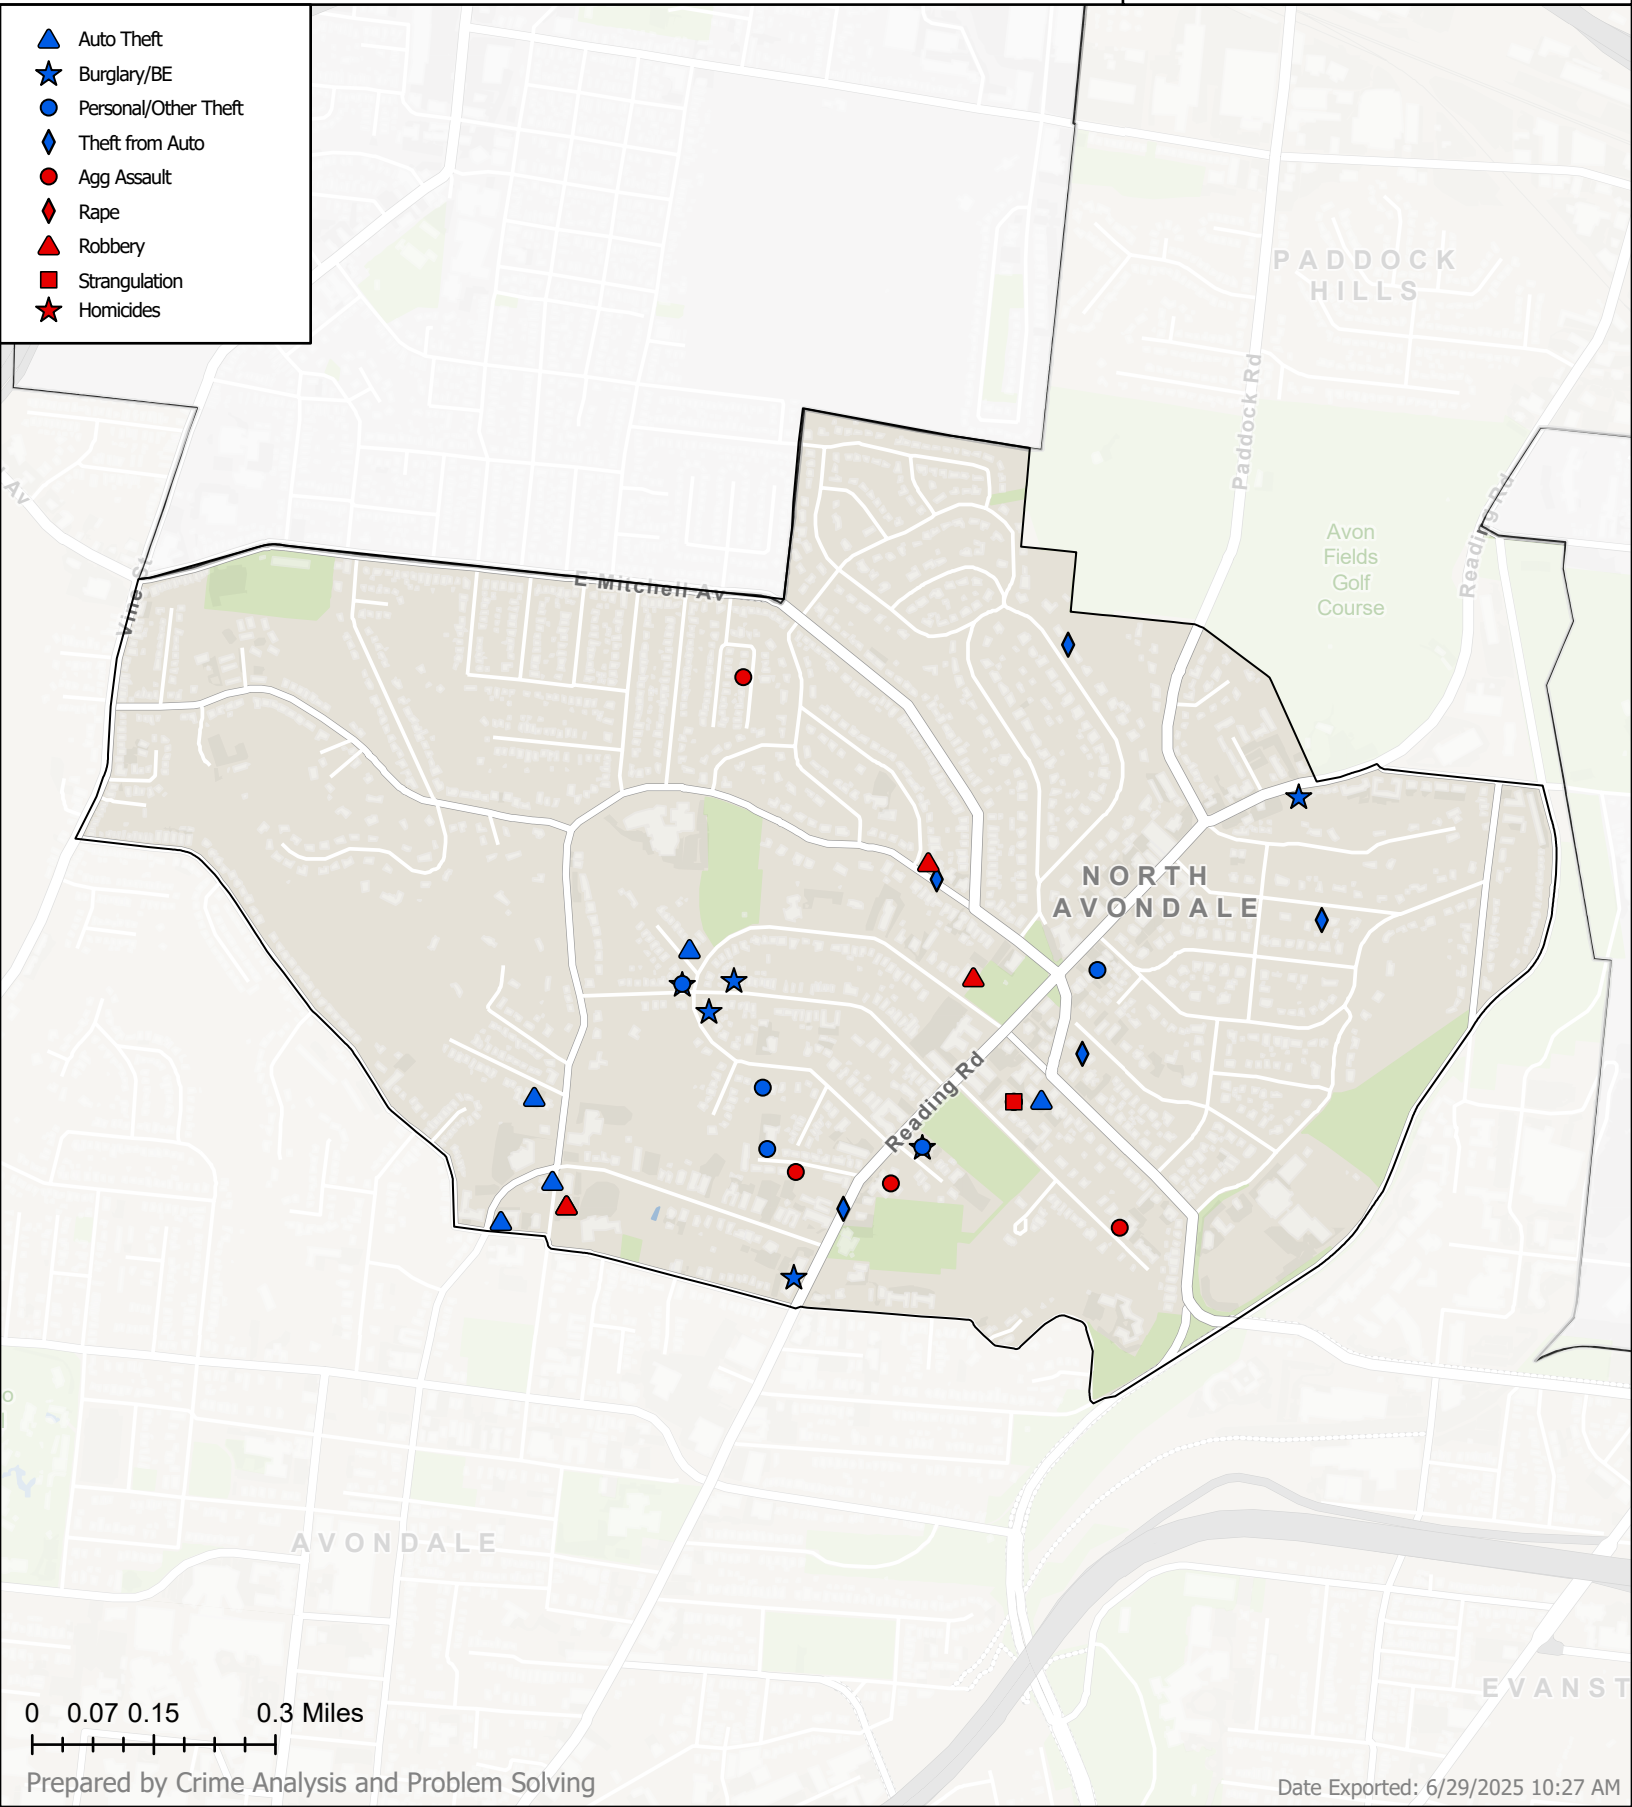 Auto Theft
Burglary/BE
Personal/Other Theft
Theft from Auto
Agg Assault
Rape
Robbery
Strangulation
Homicides
PADDOCK
HILLS
Paddock Rd
Reading Rd
Av
Avon
Fields
Golf
Course
Vine St
E Mitchell Av
NORTH
AVONDALE
Reading Rd
o
AVONDALE
EVANST
0 0.07 0.15 0.3 Miles
Prepared by Crime Analysis and Problem Solving
Date Exported: 6/29/2025 10:27 AM